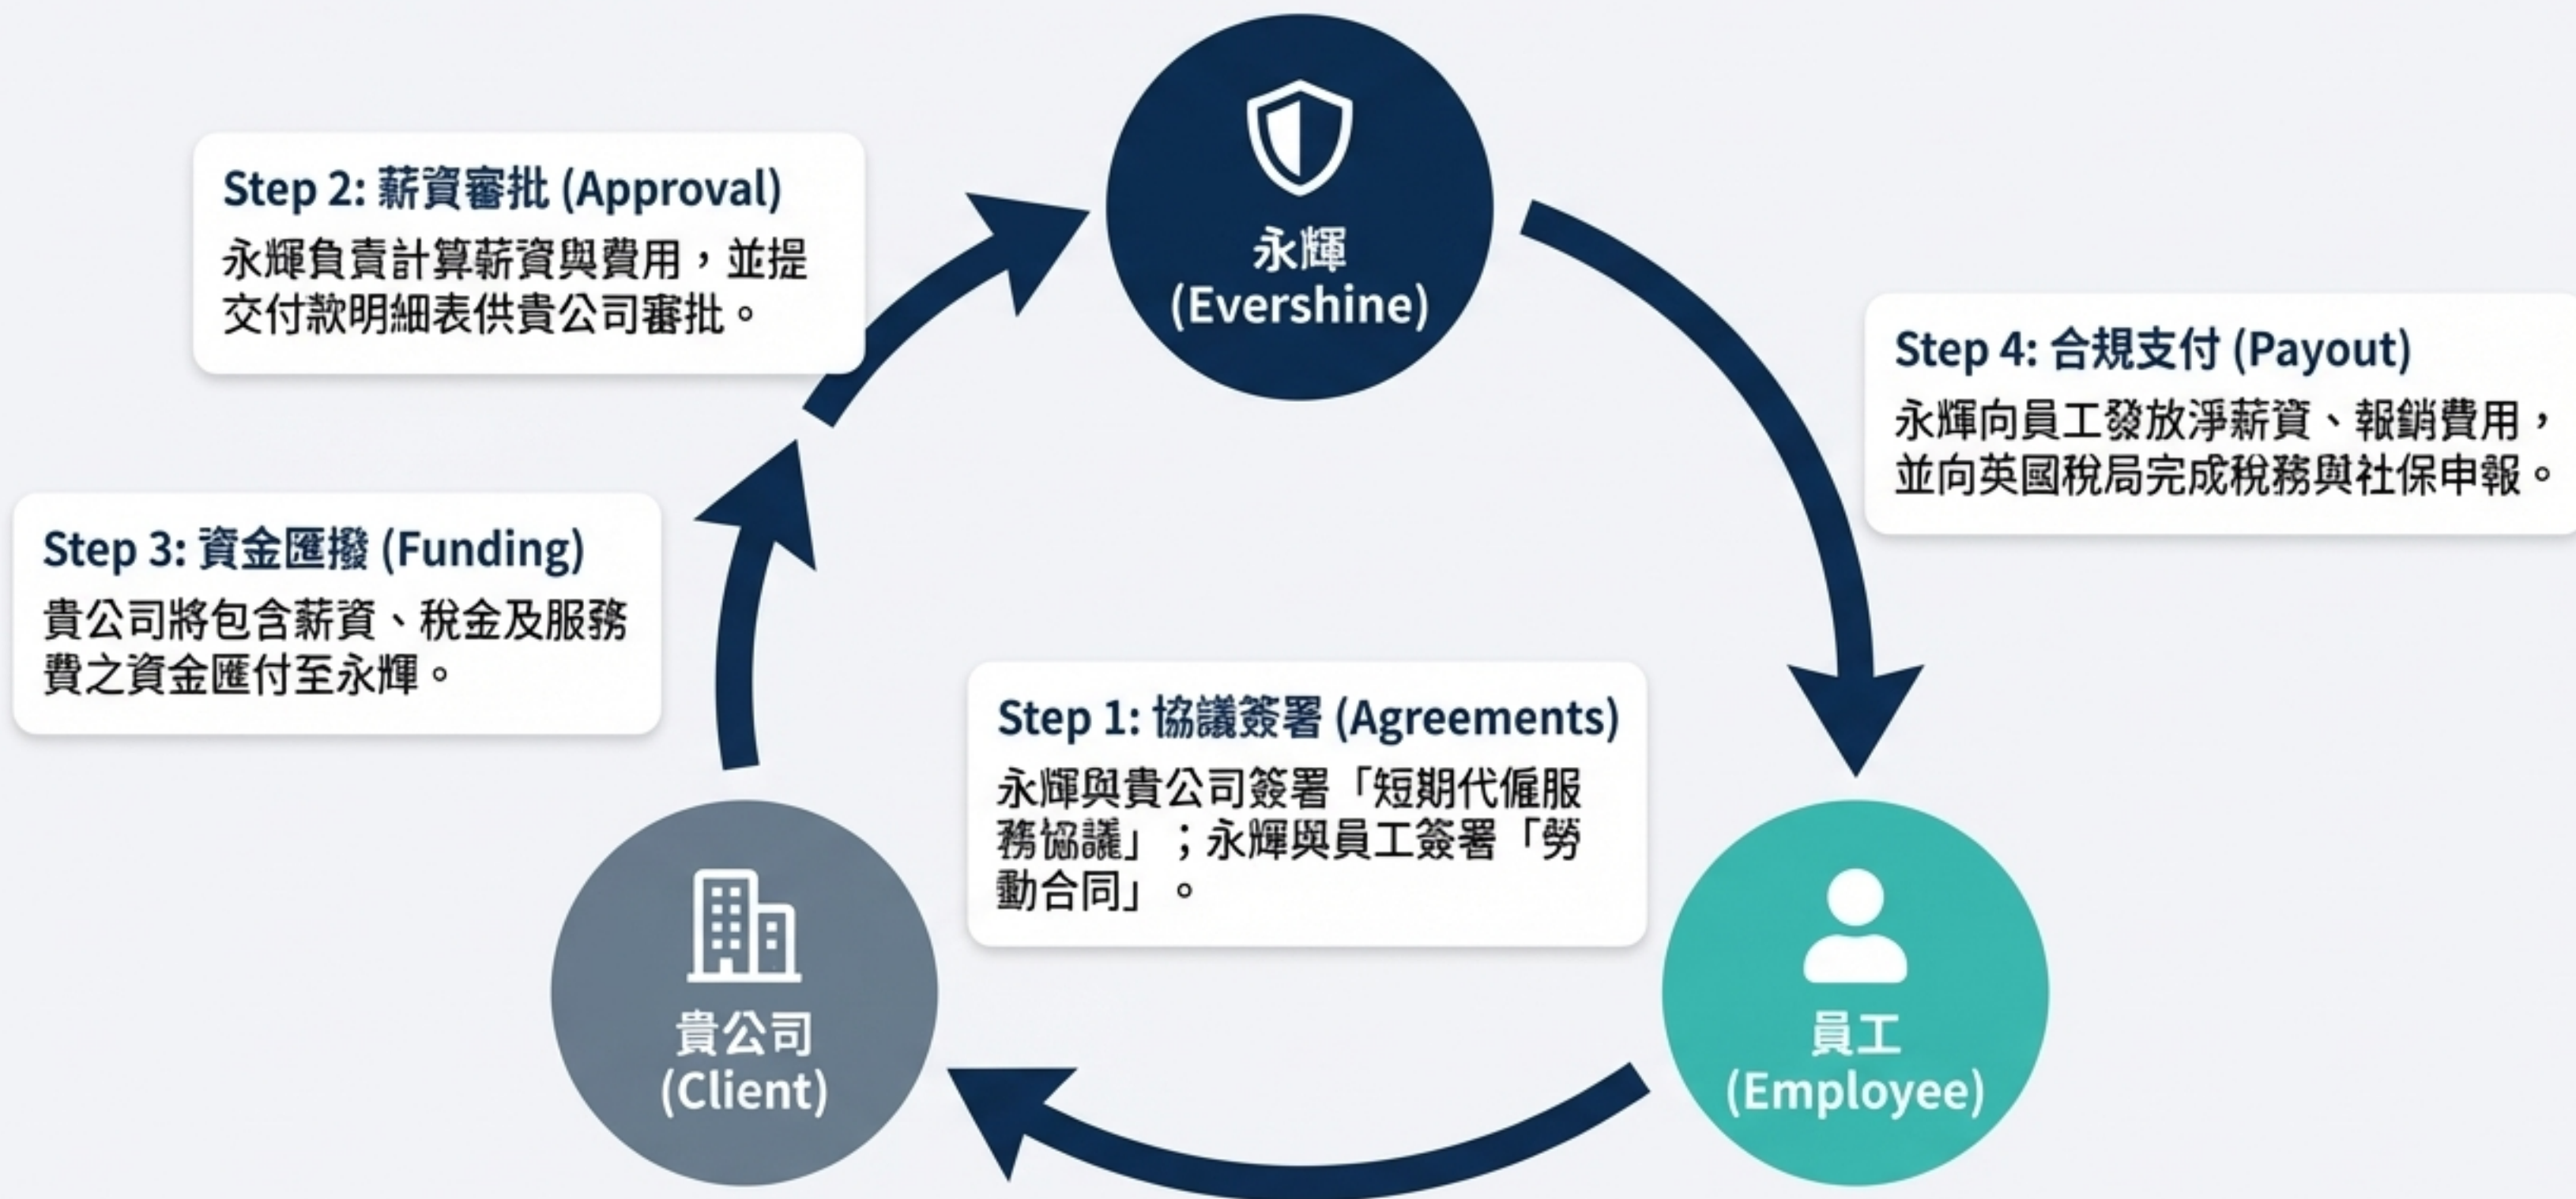 永輝
(Evershine)
Step 2: 薪資審批 (Approval)
永輝負責計算薪資與費用，並提
交付款明細表供貴公司審批。
Step 4: 合規支付 (Payout)
永輝向員工發放淨薪資、報銷費用，
並向英國稅局完成稅務與社保申報。
Step 3: 資金匯撥 (Funding)
貴公司將包含薪資、稅金及服務
費之資金匯付至永輝。
Step 1: 協議簽署 (Agreements)
永輝與貴公司簽署「短期代僱服
務協議」；永輝與員工簽署「勞
動合同」。
貴公司
(Client)
員工
(Employee)